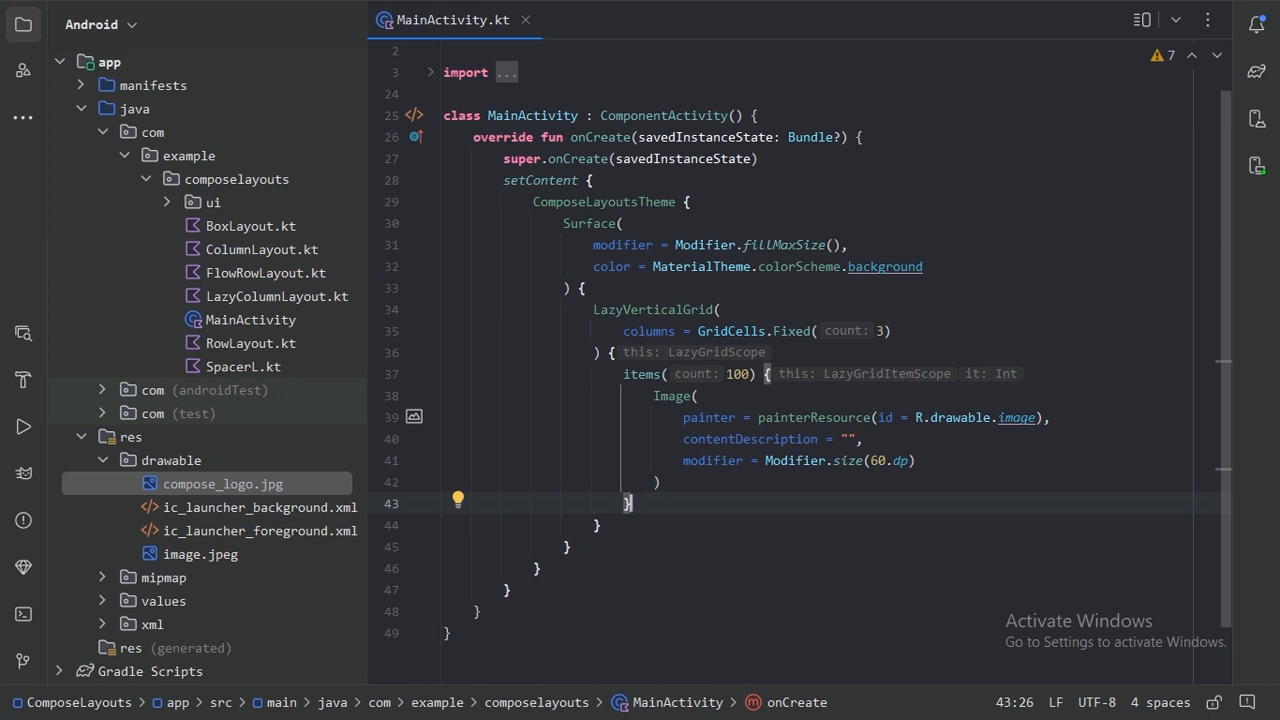 Android
MainActivity.kt
app
manifests
java
com
example
composelayouts
ui
BoxLayout.kt
ColumnLayout.kt
FlowRowLayout.kt
LazyColumnLayout.kt
MainActivity
RowLayout.kt
SpacerL.kt
com (androidTest)
com (test)
res
drawable
compose_logo.jpg
ic_launcher_background.xml
ic_launcher_foreground.xml
image.jpeg
mipmap
values
xml
res (generated)
Gradle Scripts
7
2
3 import ...
24
25 class MainActivity : ComponentActivity() {
26 override fun onCreate(savedInstanceState: Bundle?) {
27 super.onCreate(savedInstanceState)
28 setContent {
29 ComposeLayoutsTheme {
30 Surface(
31 modifier = Modifier.fillMaxSize(),
32 color = MaterialTheme.colorScheme.background
33 ) {
34 LazyVerticalGrid(
35 columns = GridCells.Fixed( count: 3)
36 ) { this: LazyGridScope
37 items( count: 100) { this: LazyGridItemScope it: Int
38 Image(
39 painter = painterResource(id = R.drawable.image),
40 contentDescription = "",
41 modifier = Modifier.size(60.dp)
42 )
43 }
44 }
45 }
46 }
47 }
48 }
49 }
Activate Windows
Go to Settings to activate Windows.
ComposeLayouts > app > src > main > java > com > example > composelayouts > MainActivity > onCreate 43:26 LF UTF-8 4 spaces